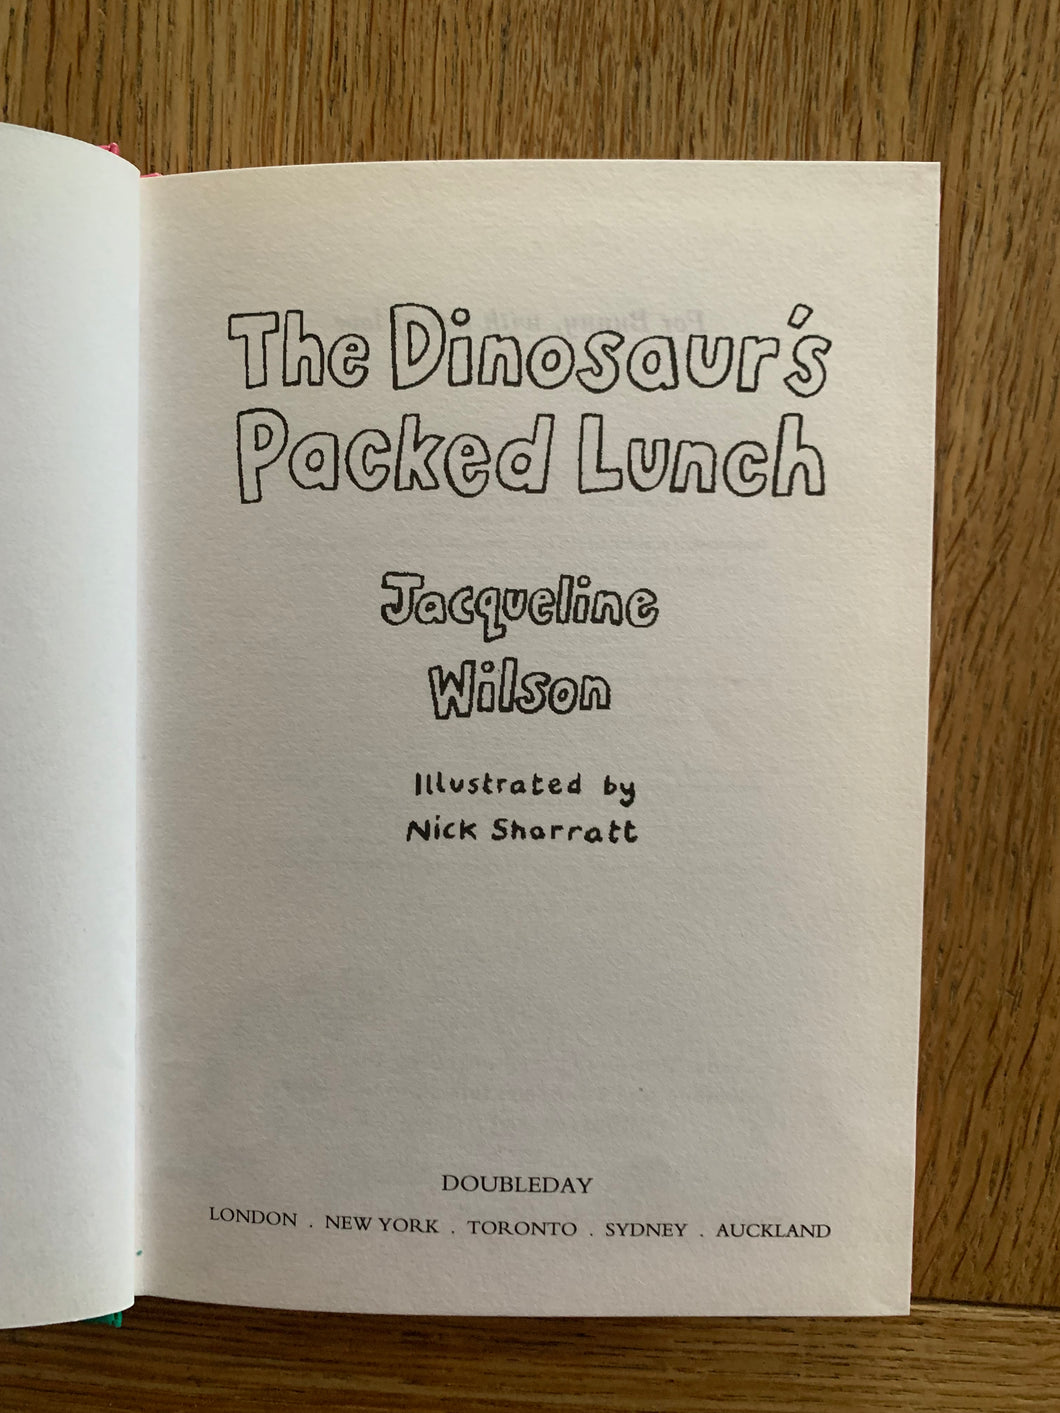 The Dinosaur's
Packed Lunch
Jacqueline
Wilson
Illustrated by
Nick Sharratt
DOUBLEDAY
LONDON . NEW YORK . TORONTO . SYDNEY . AUCKLAND